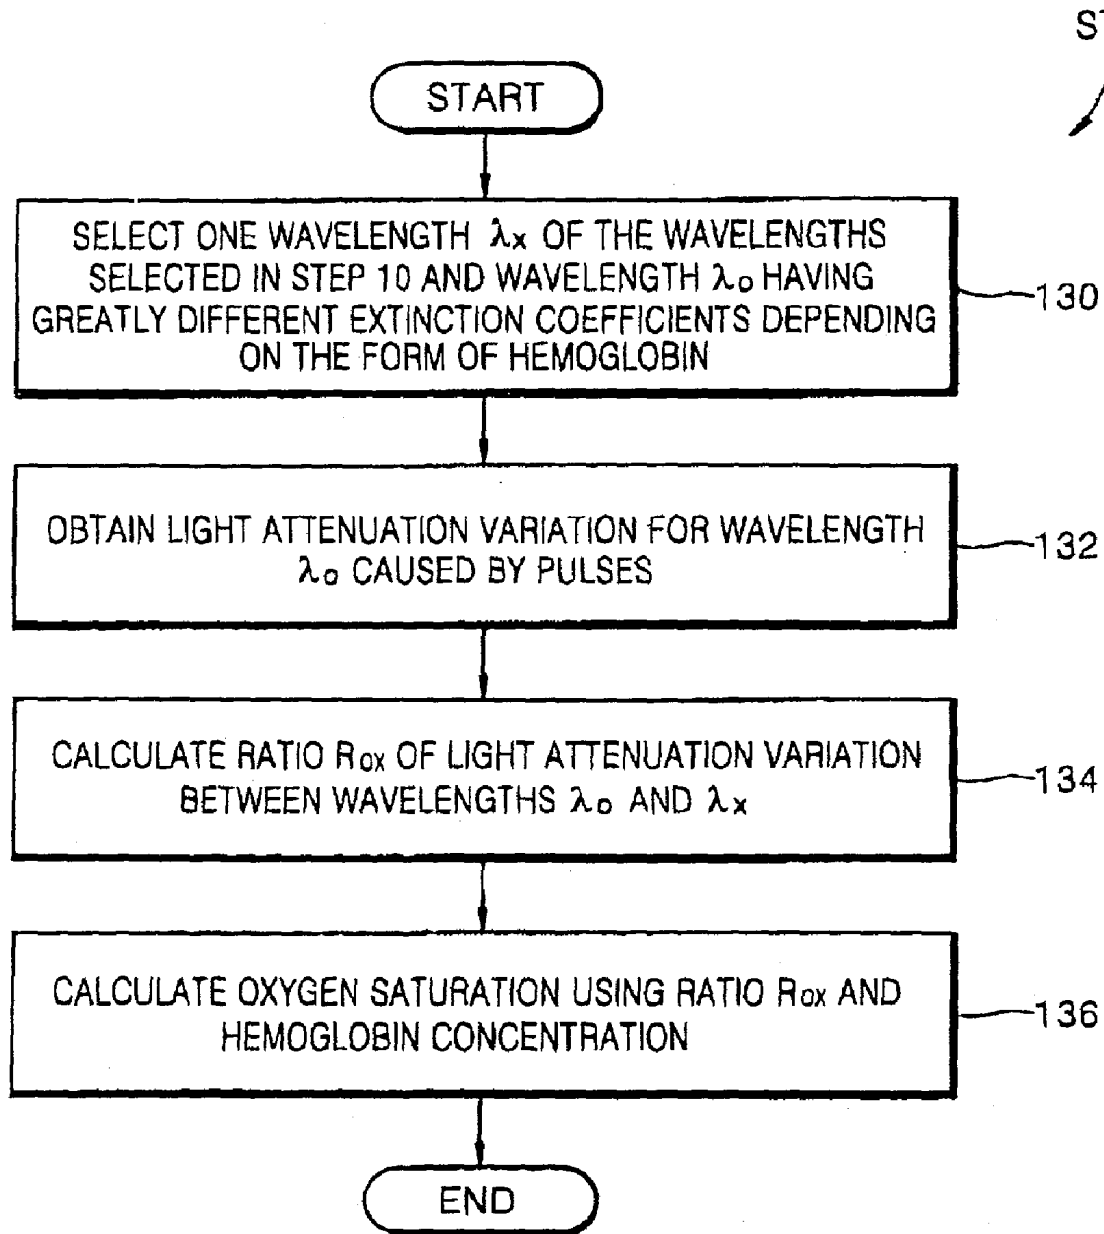 ST
START
SELECT ONE WAVELENGTH λx OF THE WAVELENGTHS
SELECTED IN STEP 10 AND WAVELENGTH λo HAVING
GREATLY DIFFERENT EXTINCTION COEFFICIENTS DEPENDING
ON THE FORM OF HEMOGLOBIN
130
OBTAIN LIGHT ATTENUATION VARIATION FOR WAVELENGTH
λo CAUSED BY PULSES
132
CALCULATE RATIO Rox OF LIGHT ATTENUATION VARIATION
BETWEEN WAVELENGTHS λo AND λx
134
CALCULATE OXYGEN SATURATION USING RATIO Rox AND
HEMOGLOBIN CONCENTRATION
136
END